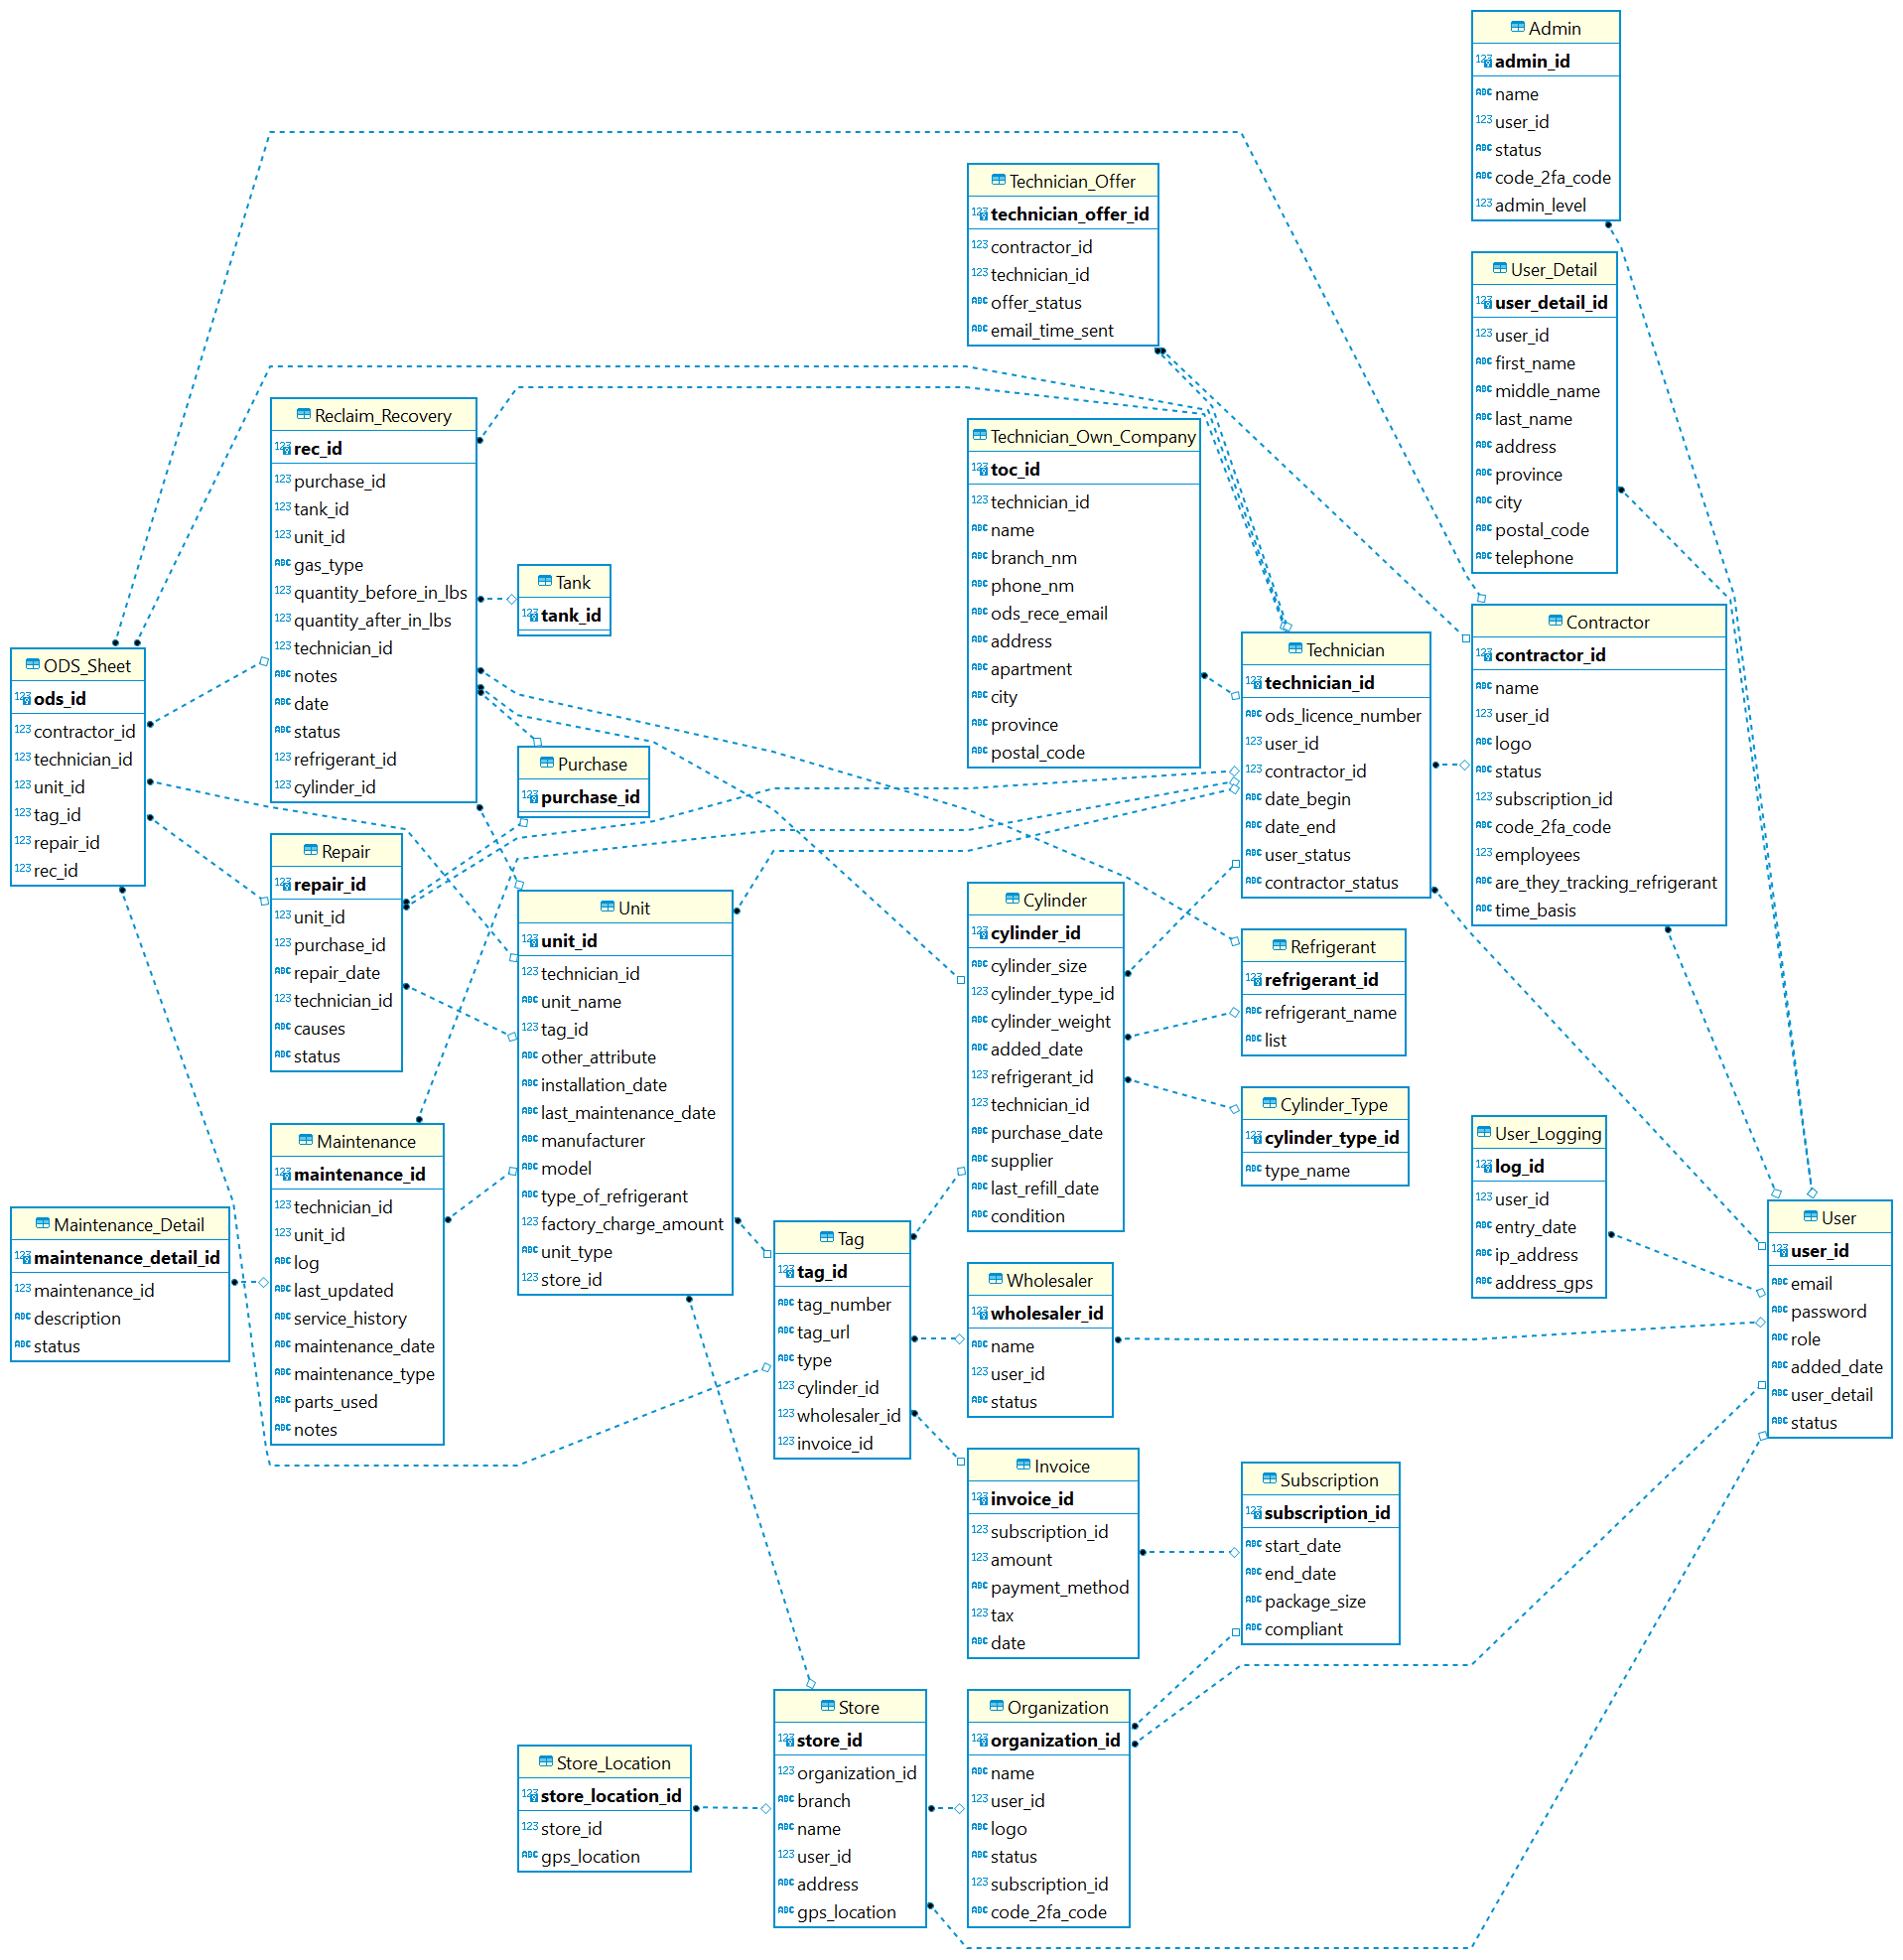 Admin
admin_id
name
user_id
status
code_2fa_code
admin_level
Technician_Offer
technician_offer_id
contractor_id
technician_id
offer_status
email_time_sent
User_Detail
user_detail_id
user_id
first_name
middle_name
last_name
address
province
city
postal_code
telephone
Reclaim_Recovery
rec_id
purchase_id
tank_id
unit_id
gas_type
quantity_before_in_lbs
quantity_after_in_lbs
technician_id
notes
date
status
refrigerant_id
cylinder_id
Technician_Own_Company
toc_id
technician_id
name
branch_nm
phone_nm
ods_rece_email
address
apartment
city
province
postal_code
Tank
tank_id
Contractor
contractor_id
name
user_id
logo
status
subscription_id
code_2fa_code
employees
are_they_tracking_refrigerant
time_basis
Technician
technician_id
ods_licence_number
user_id
contractor_id
date_begin
date_end
user_status
contractor_status
ODS_Sheet
ods_id
contractor_id
technician_id
unit_id
tag_id
repair_id
rec_id
Purchase
purchase_id
Repair
repair_id
unit_id
purchase_id
repair_date
technician_id
causes
status
Unit
unit_id
technician_id
unit_name
tag_id
other_attribute
installation_date
last_maintenance_date
manufacturer
model
type_of_refrigerant
factory_charge_amount
unit_type
store_id
Cylinder
cylinder_id
cylinder_size
cylinder_type_id
cylinder_weight
added_date
refrigerant_id
technician_id
purchase_date
supplier
last_refill_date
condition
Refrigerant
refrigerant_id
refrigerant_name
list
Cylinder_Type
cylinder_type_id
type_name
Maintenance
maintenance_id
technician_id
unit_id
log
last_updated
service_history
maintenance_date
maintenance_type
parts_used
notes
User_Logging
log_id
user_id
entry_date
ip_address
address_gps
Maintenance_Detail
maintenance_detail_id
maintenance_id
description
status
User
user_id
email
password
role
added_date
user_detail
status
Tag
tag_id
tag_number
tag_url
type
cylinder_id
wholesaler_id
invoice_id
Wholesaler
wholesaler_id
name
user_id
status
Invoice
invoice_id
subscription_id
amount
payment_method
tax
date
Subscription
subscription_id
start_date
end_date
package_size
compliant
Store
store_id
organization_id
branch
name
user_id
address
gps_location
Organization
organization_id
name
user_id
logo
status
subscription_id
code_2fa_code
Store_Location
store_location_id
store_id
gps_location